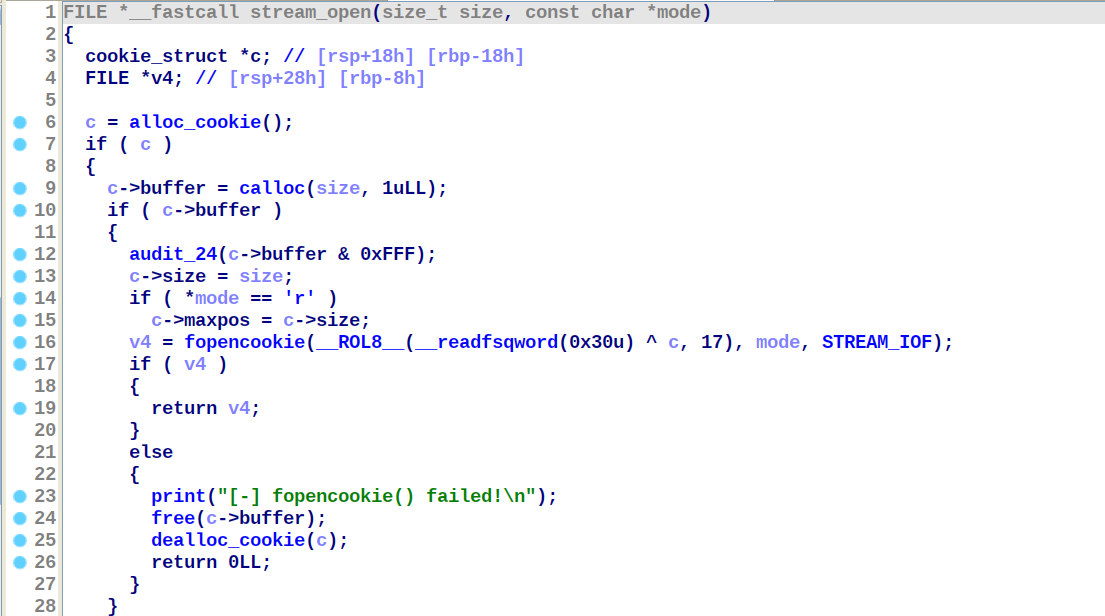 1 FILE *__fastcall stream_open(size_t size, const char *mode)
2 {
3   cookie_struct *c; // [rsp+18h] [rbp-18h]
4   FILE *v4; // [rsp+28h] [rbp-8h]
5
6   c = alloc_cookie();
7   if ( c )
8   {
9     c->buffer = calloc(size, 1uLL);
10     if ( c->buffer )
11     {
12       audit_24(c->buffer & 0xFFF);
13       c->size = size;
14       if ( *mode == 'r' )
15         c->maxpos = c->size;
16       v4 = fopencookie(__ROL8__(__readfsqword(0x30u) ^ c, 17), mode, STREAM_IOF);
17       if ( v4 )
18       {
19         return v4;
20       }
21       else
22       {
23         print("[-] fopencookie() failed!\n");
24         free(c->buffer);
25         dealloc_cookie(c);
26         return 0LL;
27       }
28     }